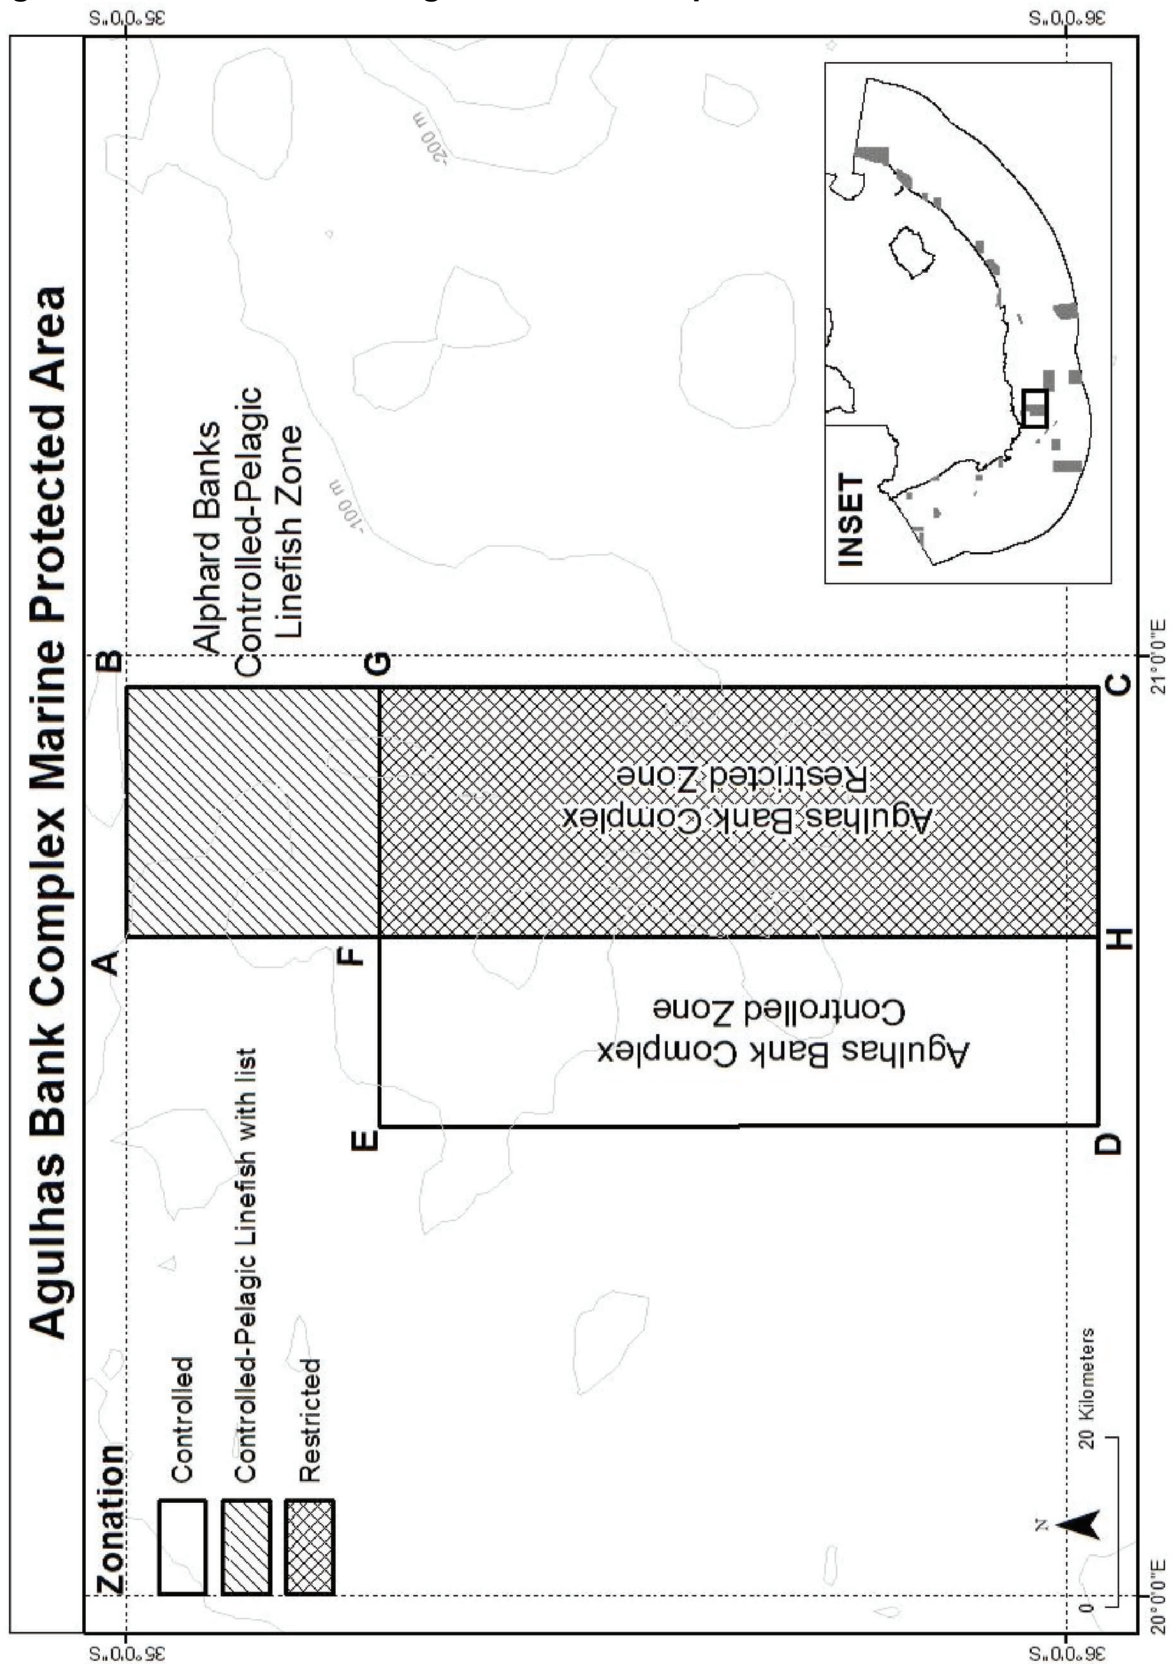 35°0'0"S
36°0'0"S
Agulhas Bank Complex Marine Protected Area
-200 m
-100 m
Alphard Banks
Controlled-Pelagic
Linefish Zone
INSET
A
B
G
F
E
C
H
D
Agulhas Bank Complex
Restricted Zone
Agulhas Bank Complex
Controlled Zone
Zonation
Controlled
Controlled-Pelagic Linefish with list
Restricted
N
0
20 Kilometers
20°0'0"E
21°0'0"E
35°0'0"S
36°0'0"S